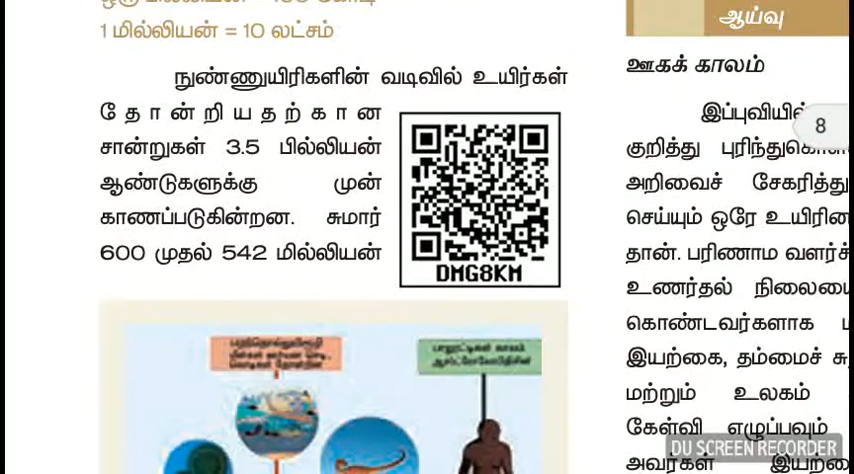 1 மில்லியன் = 10 லட்சம்
நுண்ணுயிரிகளின் வடிவில் உயிர்கள்
தோன்றியதற்கான
சான்றுகள் 3.5 பில்லியன்
ஆண்டுகளுக்கு முன்
காணப்படுகின்றன. சுமார்
600 முதல் 542 மில்லியன்
DMG8KM
ஆய்வு
ஊகக் காலம்
இப்புவியில்
8
குறித்து
அறிவைச் சேகரித்து
செய்யும் ஒரே
தான். பரிணாம
உணர்தல்
கொண்டவர்களாக
இயற்கை, தம்மைச்
மற்றும் உலகம்
கேள்வி எழுப்பவும்
DU SCREEN RECORDER
அவர்கள்